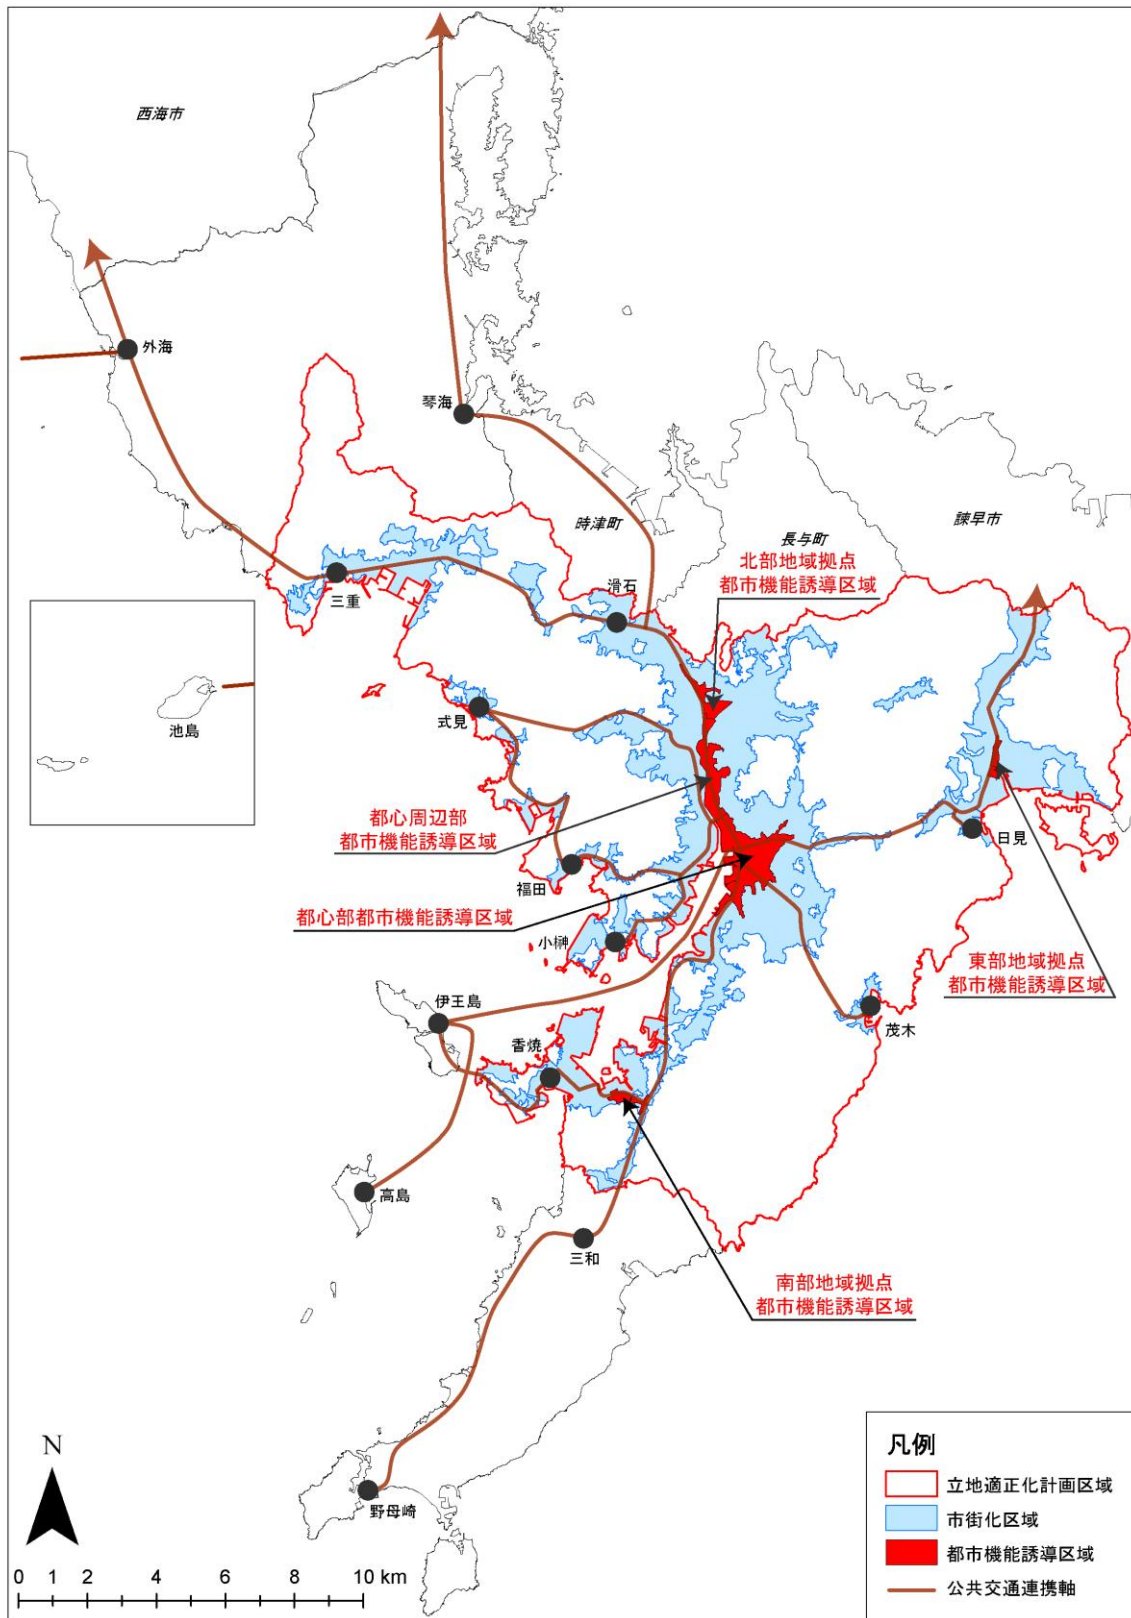 西海市
外海
琴海
時津町
長与町
諫早市
北部地域拠点
都市機能誘導区域
滑石
三重
池島
式見
都心周辺部
都市機能誘導区域
日見
福田
都心部都市機能誘導区域
小榊
東部地域拠点
都市機能誘導区域
伊王島
茂木
香焼
高島
三和
南部地域拠点
都市機能誘導区域
野母崎
N
0 1 2 4 6 8 10 km
凡例
立地適正化計画区域
市街化区域
都市機能誘導区域
公共交通連携軸